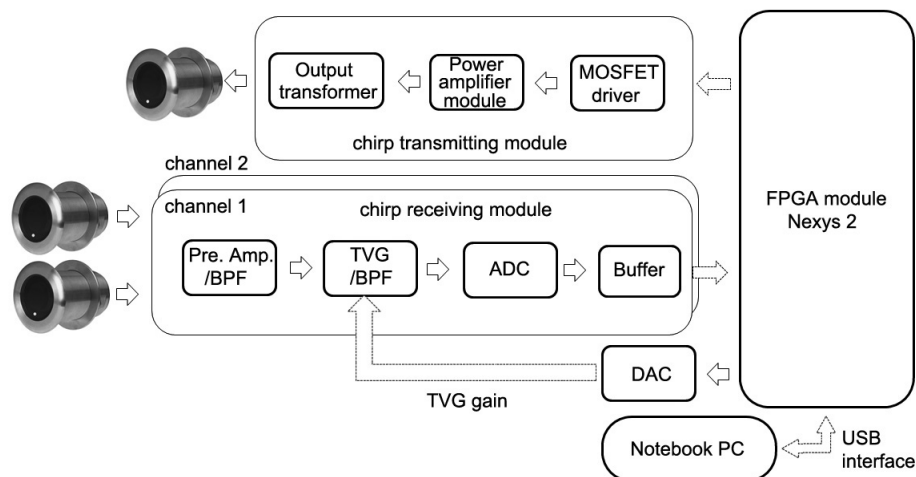 Output
transformer
Power
amplifier
module
MOSFET
driver
chirp transmitting module
channel 2
channel 1
chirp receiving module
Pre. Amp.
/BPF
TVG
/BPF
ADC
Buffer
FPGA module
Nexys 2
DAC
TVG gain
Notebook PC
USB
interface